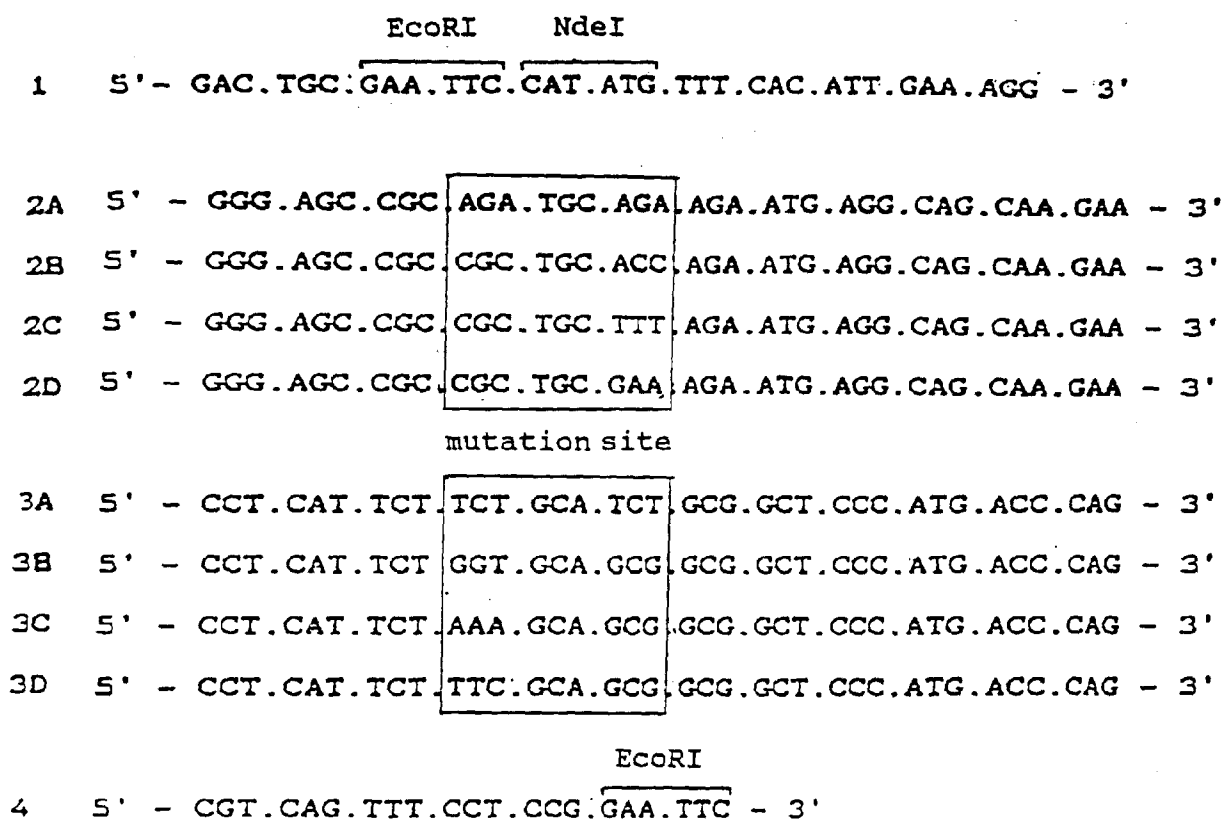 EcoRI NdeI
1 5'- GAC.TGC.GAA.TTC.CAT.ATG.TTT.CAC.ATT.GAA.AGG - 3'
2A 5' - GGG.AGC.CGC.AGA.TGC.AGA.AGA.ATG.AGG.CAG.CAA.GAA - 3'
2B 5' - GGG.AGC.CGC.CGC.TGC.ACC.AGA.ATG.AGG.CAG.CAA.GAA - 3'
2C 5' - GGG.AGC.CGC.CGC.TGC.TTT.AGA.ATG.AGG.CAG.CAA.GAA - 3'
2D 5' - GGG.AGC.CGC.CGC.TGC.GAA.AGA.ATG.AGG.CAG.CAA.GAA - 3'
mutation site
3A 5' - CCT.CAT.TCT.TCT.GCA.TCT.GCG.GCT.CCC.ATG.ACC.CAG - 3'
3B 5' - CCT.CAT.TCT GGT.GCA.GCG.GCG.GCT.CCC.ATG.ACC.CAG - 3'
3C 5' - CCT.CAT.TCT.AAA.GCA.GCG.GCG.GCT.CCC.ATG.ACC.CAG - 3'
3D 5' - CCT.CAT.TCT.TTC.GCA.GCG.GCG.GCT.CCC.ATG.ACC.CAG - 3'
EcoRI
4 5' - CGT.CAG.TTT.CCT.CCG.GAA.TTC - 3'